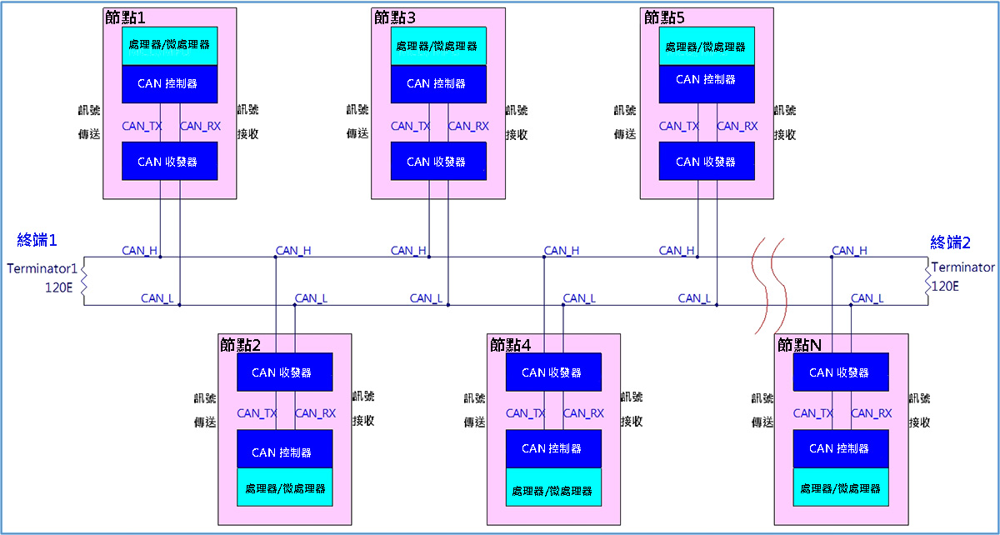 節點1
處理器/微處理器
CAN 控制器
訊號
傳送
CAN_TX
CAN_RX
訊號
接收
CAN 收發器
節點3
處理器/微處理器
CAN 控制器
訊號
傳送
CAN_TX
CAN_RX
訊號
接收
CAN 收發器
節點5
處理器/微處理器
CAN 控制器
訊號
傳送
CAN_TX
CAN_RX
訊號
接收
CAN 收發器
終端1
Terminator1
120E
CAN_H
CAN_H
CAN_H
CAN_H
CAN_H
CAN_H
終端2
Terminator
120E
CAN_L
CAN_L
CAN_L
CAN_L
CAN_L
CAN_L
節點2
CAN 收發器
訊號
傳送
CAN_TX
CAN_RX
訊號
接收
CAN 控制器
處理器/微處理器
節點4
CAN 收發器
訊號
傳送
CAN_TX
CAN_RX
訊號
接收
CAN 控制器
處理器/微處理器
節點N
CAN 收發器
訊號
傳送
CAN_TX
CAN_RX
訊號
接收
CAN 控制器
處理器/微處理器